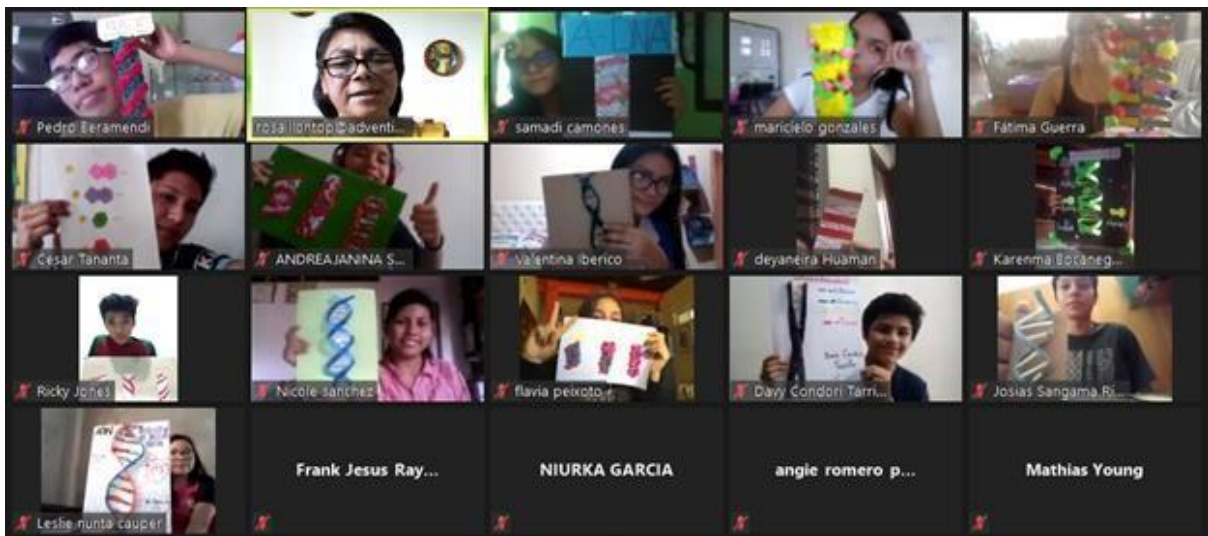 Pedro Beramendi
rosa.llontop@adventi...
samadi camones
maricielo gonzales
Fátima Guerra
A-DNA
Cesar Tananta
ANDREAJANINA S...
Valentina Iberico
deyaneira Huaman
Karenma Bocaneg...
Ricky Jones
Nicole sanchez
flavia peixoto
Davy Condori Tarri...
Josias Sangama Ri...
Leslie nunta cauper
Frank Jesus Ray...
NIURKA GARCIA
angie romero p...
Mathias Young